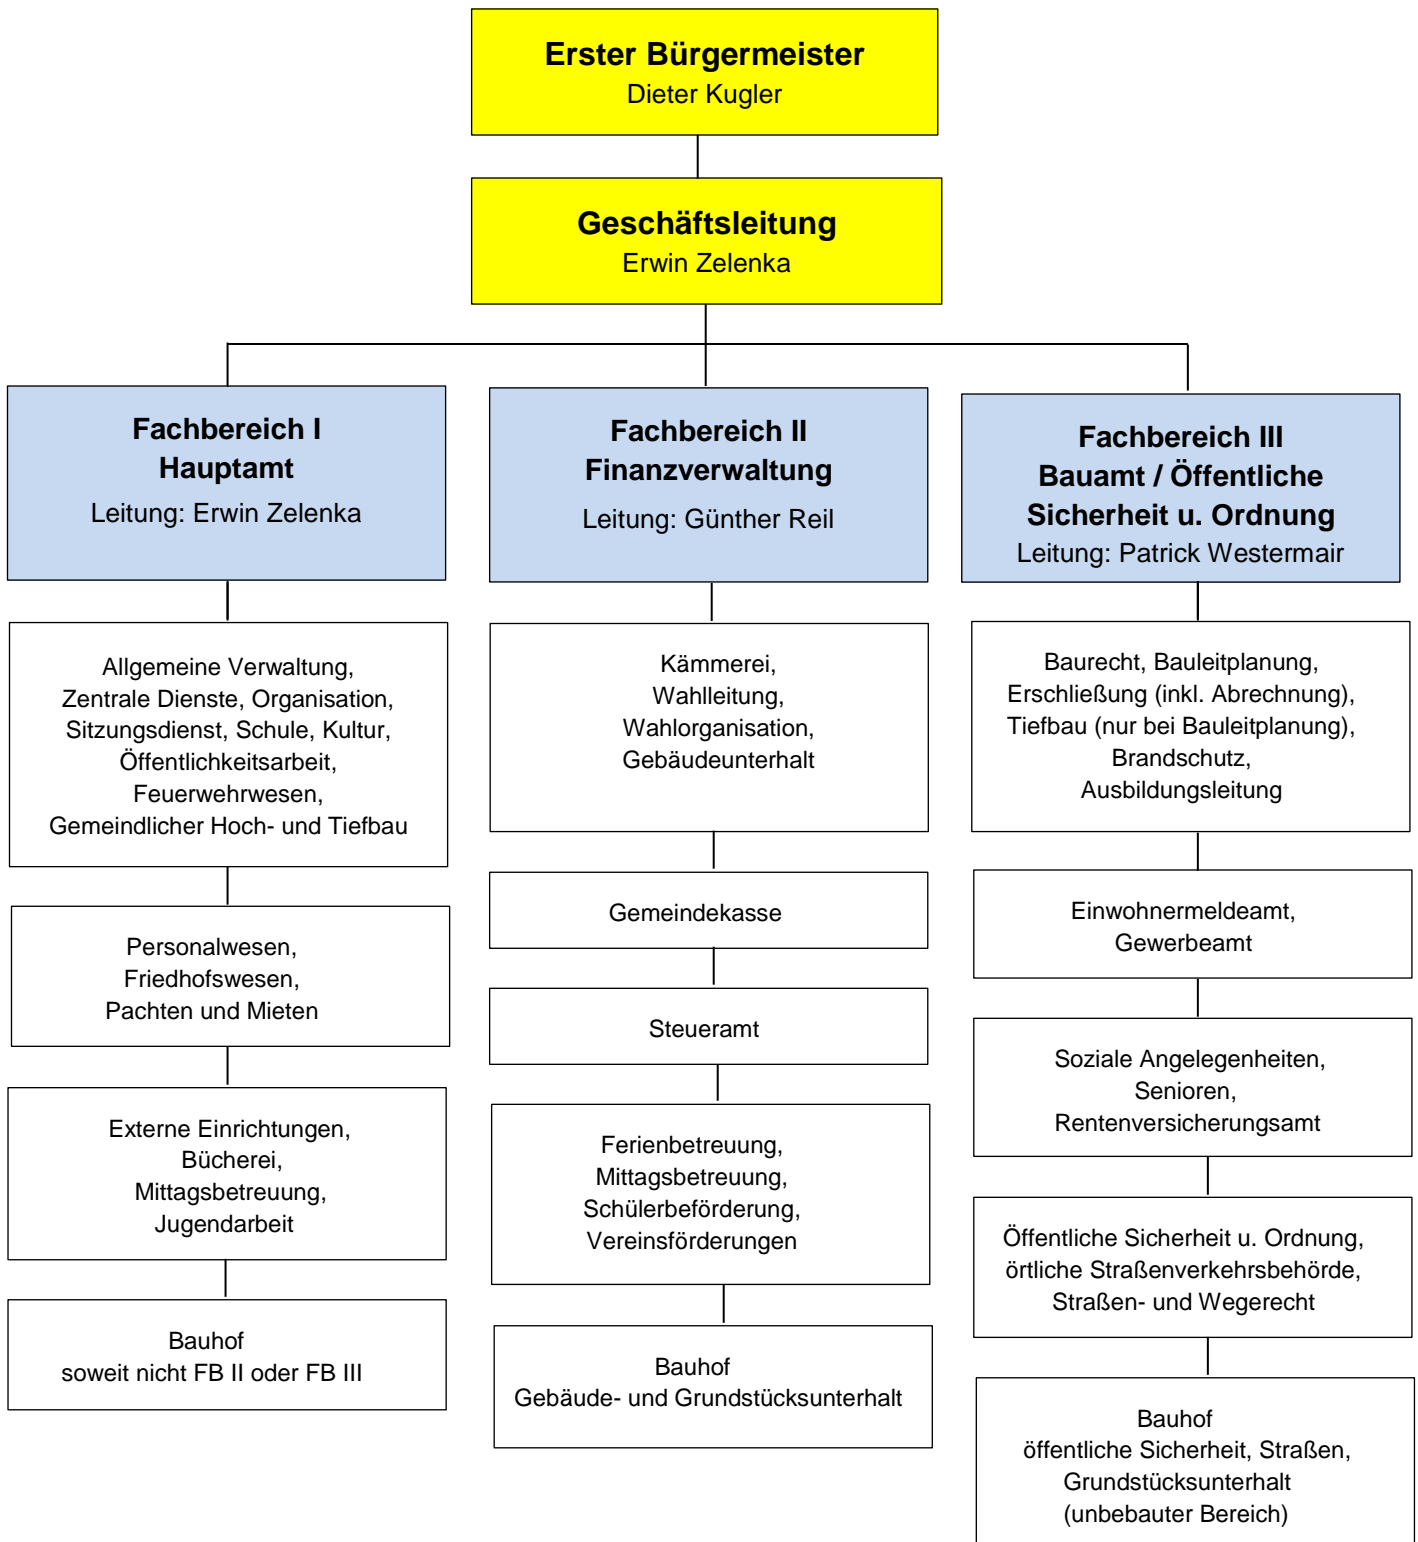 Erster Bürgermeister
Dieter Kugler
Geschäftsleitung
Erwin Zelenka
Fachbereich I
Hauptamt
Leitung: Erwin Zelenka
Allgemeine Verwaltung,
Zentrale Dienste, Organisation,
Sitzungsdienst, Schule, Kultur,
Öffentlichkeitsarbeit,
Feuerwehrwesen,
Gemeindlicher Hoch- und Tiefbau
Personalwesen,
Friedhofswesen,
Pachten und Mieten
Externe Einrichtungen,
Bücherei,
Mittagsbetreuung,
Jugendarbeit
Bauhof
soweit nicht FB II oder FB III
Fachbereich II
Finanzverwaltung
Leitung: Günther Reil
Kämmerei,
Wahlleitung,
Wahlorganisation,
Gebäudeunterhalt
Gemeindekasse
Steueramt
Ferienbetreuung,
Mittagsbetreuung,
Schülerbeförderung,
Vereinsförderungen
Bauhof
Gebäude- und Grundstücksunterhalt
Fachbereich III
Bauamt / Öffentliche
Sicherheit u. Ordnung
Leitung: Patrick Westermair
Baurecht, Bauleitplanung,
Erschließung (inkl. Abrechnung),
Tiefbau (nur bei Bauleitplanung),
Brandschutz,
Ausbildungsleitung
Einwohnermeldeamt,
Gewerbeamt
Soziale Angelegenheiten,
Senioren,
Rentenversicherungsamt
Öffentliche Sicherheit u. Ordnung,
örtliche Straßenverkehrsbehörde,
Straßen- und Wegerecht
Bauhof
öffentliche Sicherheit, Straßen,
Grundstücksunterhalt
(unbebauter Bereich)